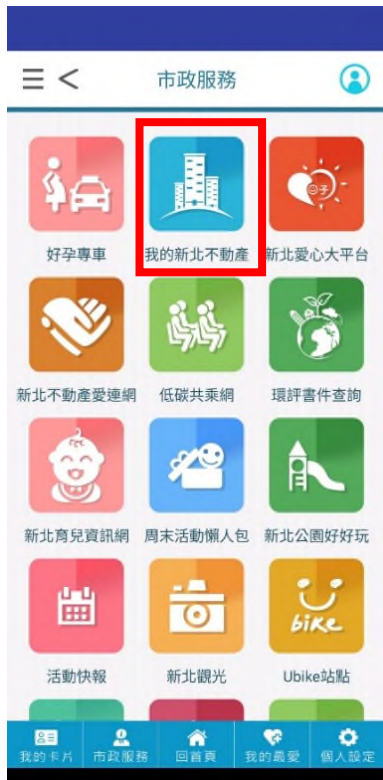 市政服務
好孕專車 我的新北不動產 新北愛心大平台
新北不動產愛連網 低碳共乘網 環評書件查詢
新北育兒資訊網 周末活動懶人包 新北公園好好玩
bike
活動快報 新北觀光 Ubike站點
我的卡片 市政服務 回首頁 我的最愛 個人設定